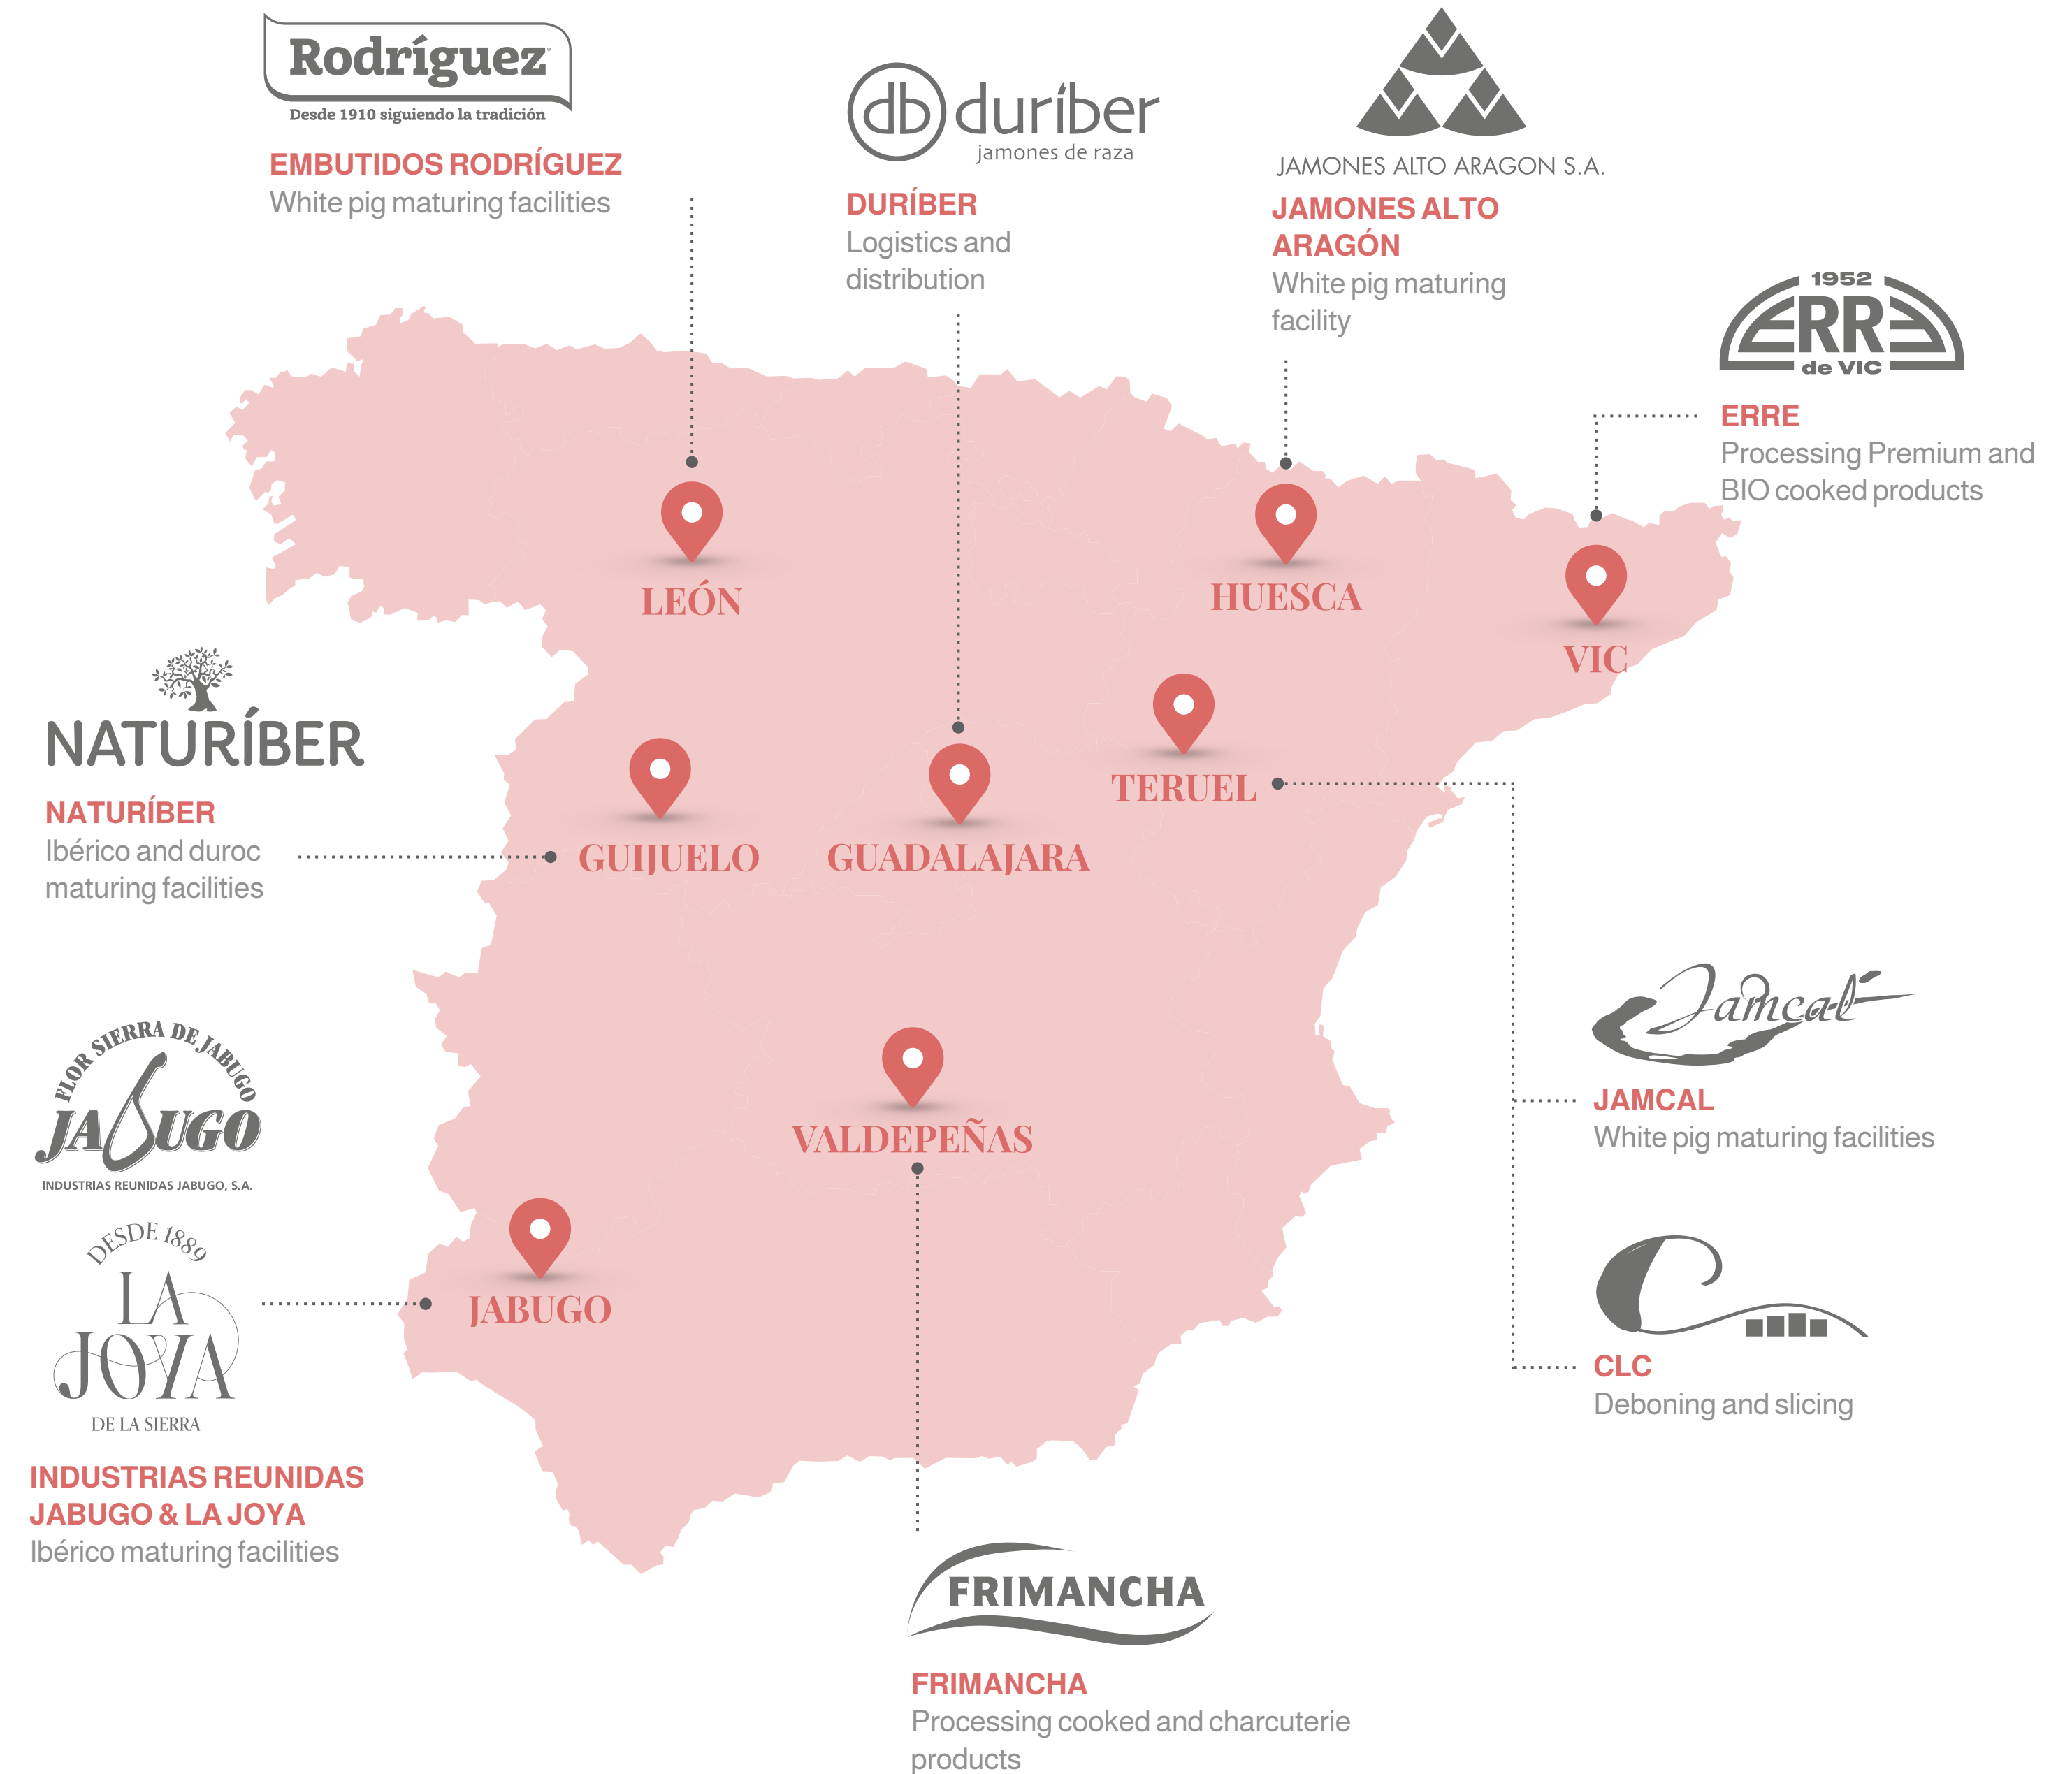 Rodríguez
Desde 1910 siguiendo la tradición
EMBUTIDOS RODRÍGUEZ
White pig maturing facilities
db duríber
jamones de raza
DURÍBER
Logistics and
distribution
JAMONES ALTO ARAGON S.A.
JAMONES ALTO
ARAGÓN
White pig maturing
facility
1952
ERRE
de VIC
ERRE
Processing Premium and
BIO cooked products
LEÓN
HUESCA
VIC
NATURÍBER
NATURÍBER
Ibérico and duroc
maturing facilities
GUIJUELO
GUADALAJARA
TERUEL
Jamcal
JAMCAL
White pig maturing facilities
FLOR SIERRA DE JABUGO
JABUGO
INDUSTRIAS REUNIDAS JABUGO, S.A.
VALDEPEÑAS
DESDE 1889
LA
JOYA
DE LA SIERRA
JABUGO
CLC
Deboning and slicing
INDUSTRIAS REUNIDAS
JABUGO & LA JOYA
Ibérico maturing facilities
FRIMANCHA
FRIMANCHA
Processing cooked and charcuterie
products